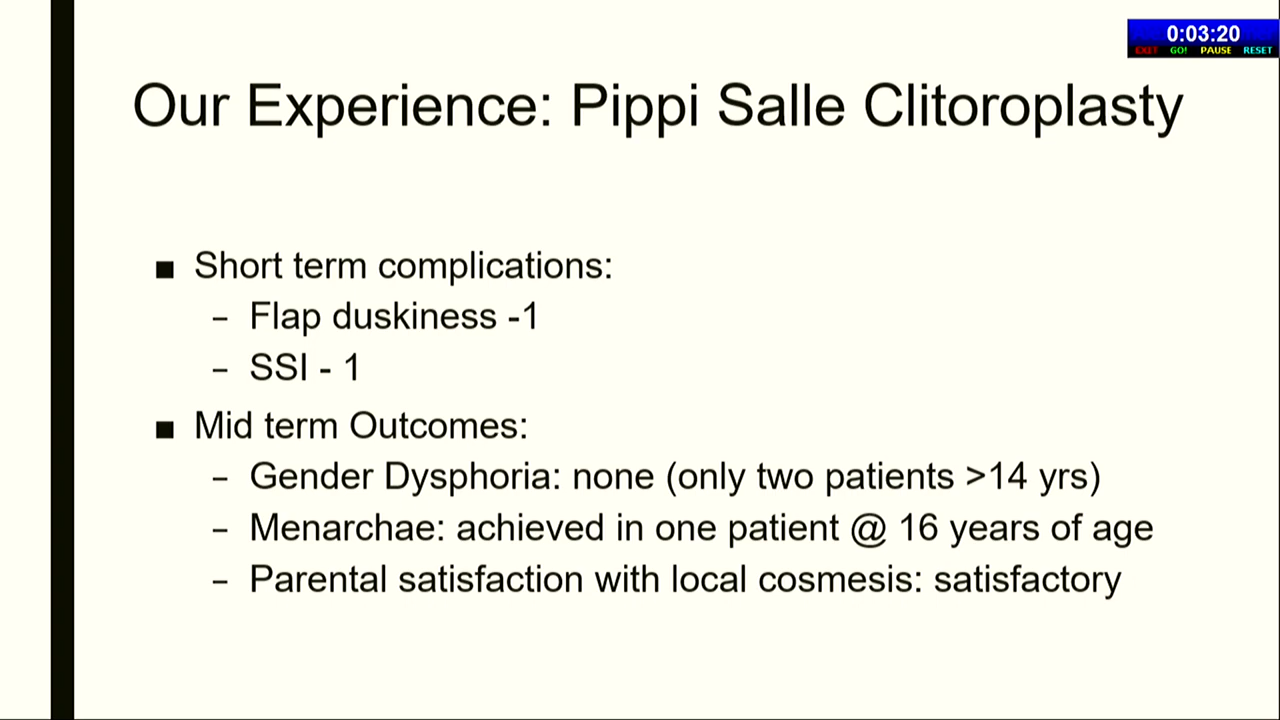 0:03:20
EXIT GO! PAUSE RESET
Our Experience: Pippi Salle Clitoroplasty
■ Short term complications:
– Flap duskiness -1
– SSI - 1
■ Mid term Outcomes:
– Gender Dysphoria: none (only two patients >14 yrs)
– Menarchae: achieved in one patient @ 16 years of age
– Parental satisfaction with local cosmesis: satisfactory